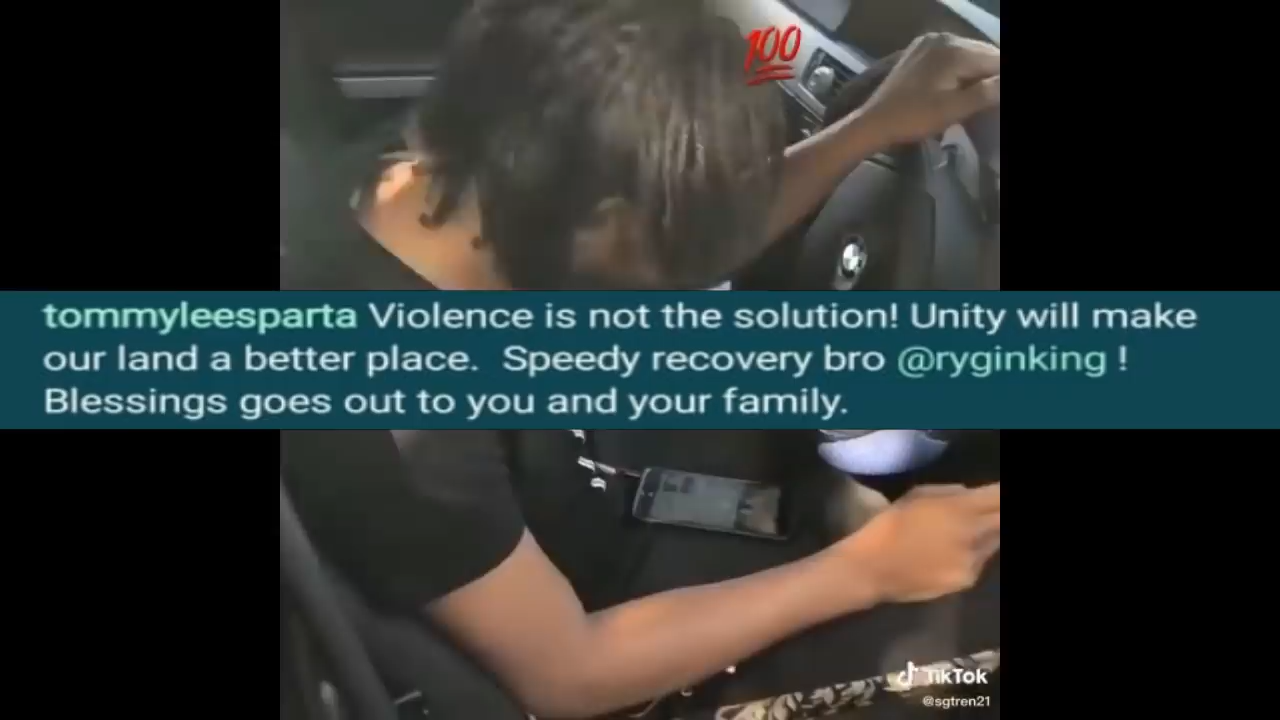 💯
tommyleesparta Violence is not the solution! Unity will make
our land a better place.  Speedy recovery bro @ryginking !
Blessings goes out to you and your family.
TikTok
@sgtren21